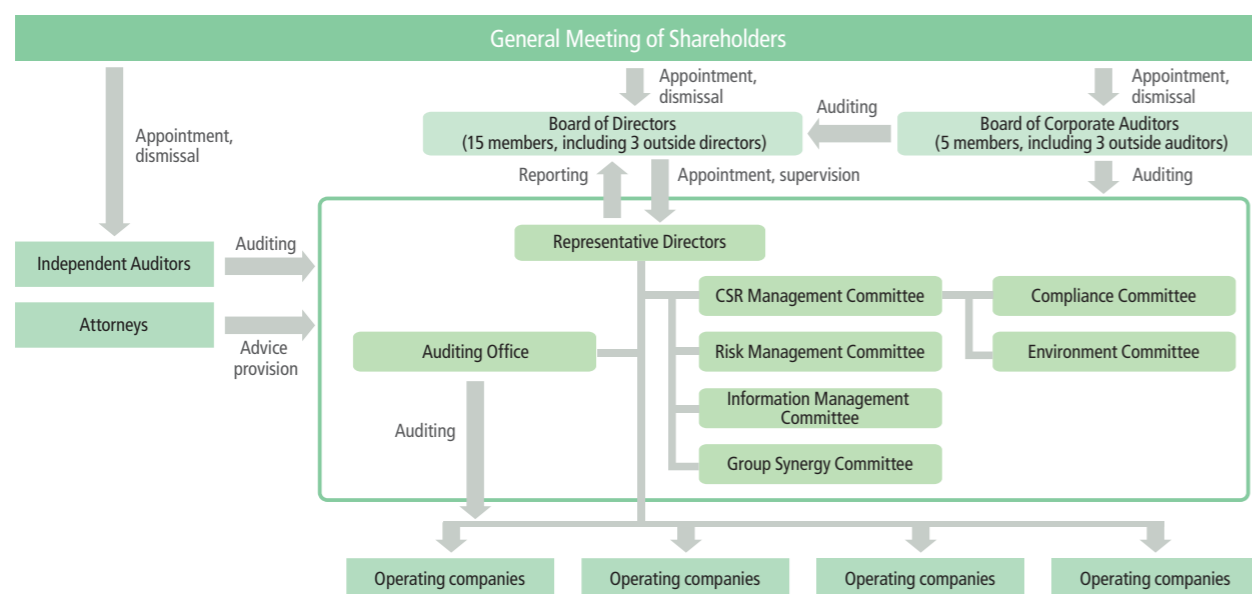 General Meeting of Shareholders
Appointment,
dismissal
Appointment,
dismissal
Appointment,
dismissal
Auditing
Board of Directors
(15 members, including 3 outside directors)
Board of Corporate Auditors
(5 members, including 3 outside auditors)
Reporting
Appointment, supervision
Auditing
Representative Directors
Independent Auditors
Auditing
Attorneys
Advice
provision
CSR Management Committee
Compliance Committee
Auditing Office
Risk Management Committee
Environment Committee
Information Management
Committee
Auditing
Group Synergy Committee
Operating companies
Operating companies
Operating companies
Operating companies